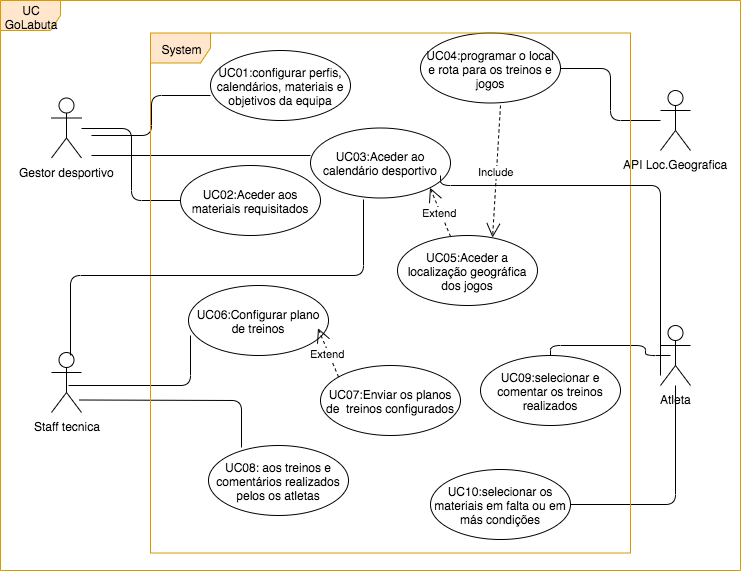 UC
GoLabuta
System
UC04:programar o local
e rota para os treinos e
jogos
UC01:configurar perfis,
calendários, materiais e
objetivos da equipa
Gestor desportivo
API Loc.Geografica
UC03:Aceder ao
calendário desportivo
Include
UC02:Aceder aos
materiais requisitados
Extend
UC05:Aceder a
localização geográfica
dos jogos
UC06:Configurar plano
de treinos
Extend
UC07:Enviar os planos
de treinos configurados
UC09:selecionar e
comentar os treinos
realizados
Atleta
Staff tecnica
UC08: aos treinos e
comentários realizados
pelos os atletas
UC10:selecionar os
materiais em falta ou em
más condições